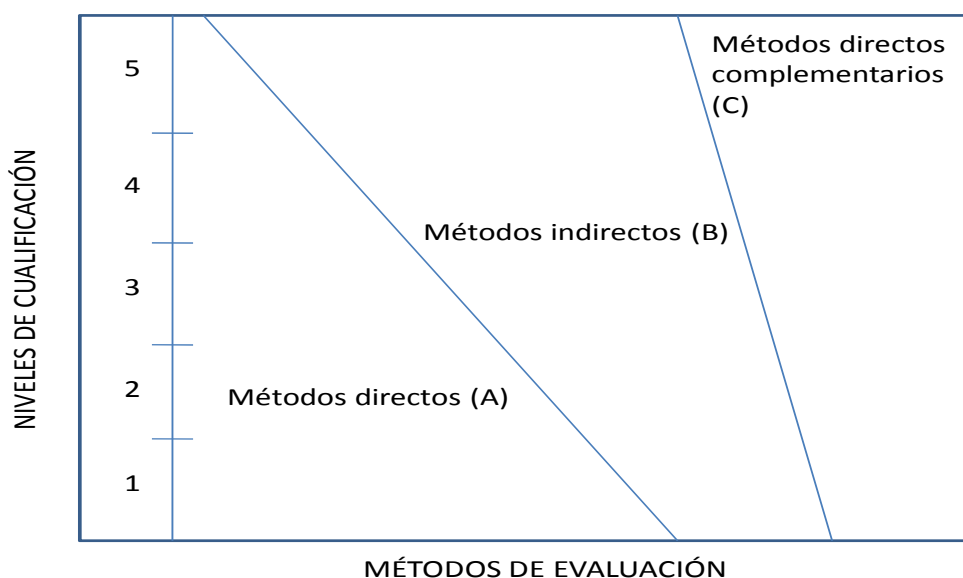 Métodos directos
complementarios
(C)
5
4
Métodos indirectos (B)
3
2
Métodos directos (A)
1
NIVELES DE CUALIFICACIÓN
MÉTODOS DE EVALUACIÓN